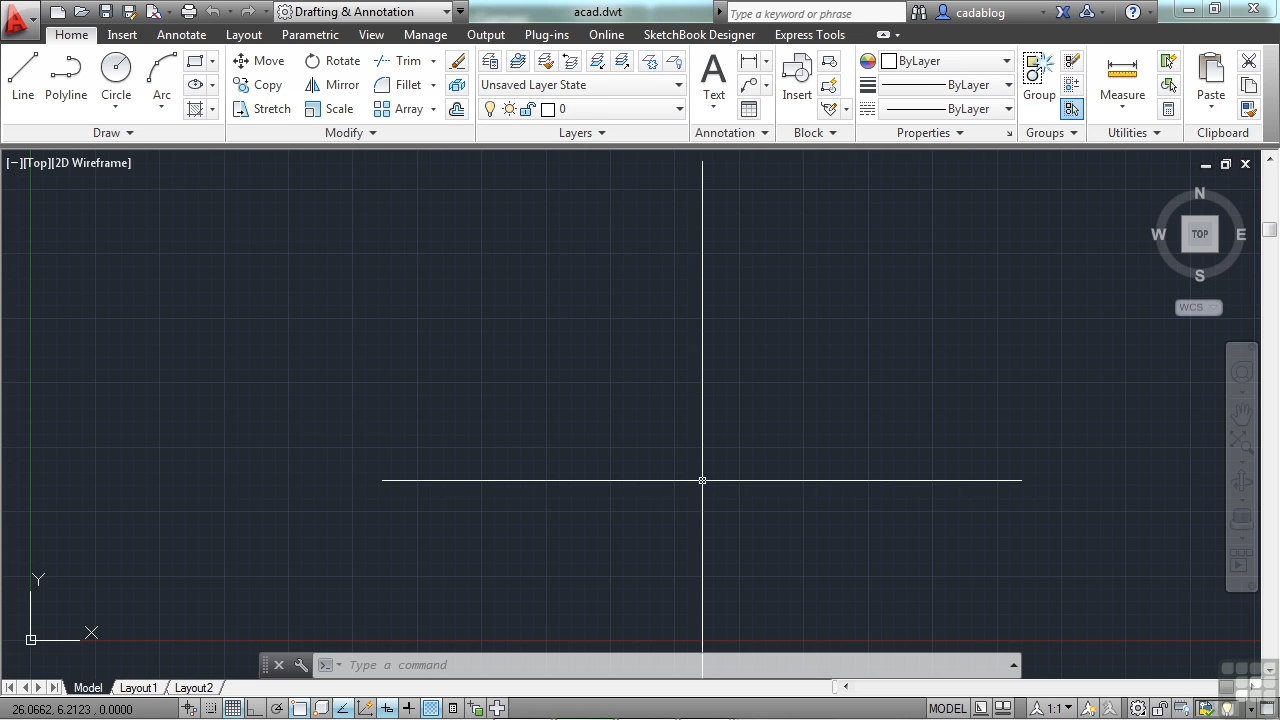 Drafting & Annotation
acad.dwt
Type a keyword or phrase
cadablog
Home Insert Annotate Layout Parametric View Manage Output Plug-ins Online SketchBook Designer Express Tools
Line Polyline Circle Arc
Move Rotate Trim
Copy Mirror Fillet
Stretch Scale Array
Unsaved Layer State
0
Text
Insert
ByLayer
ByLayer
ByLayer
Group
Measure
Paste
Draw Modify Layers Annotation Block Properties Groups Utilities Clipboard
[−][Top][2D Wireframe]
N
W TOP E
S
WCS
Y
X
Type a command
Model Layout1 Layout2
26.0662, 6.2123 , 0.0000
MODEL 1:1